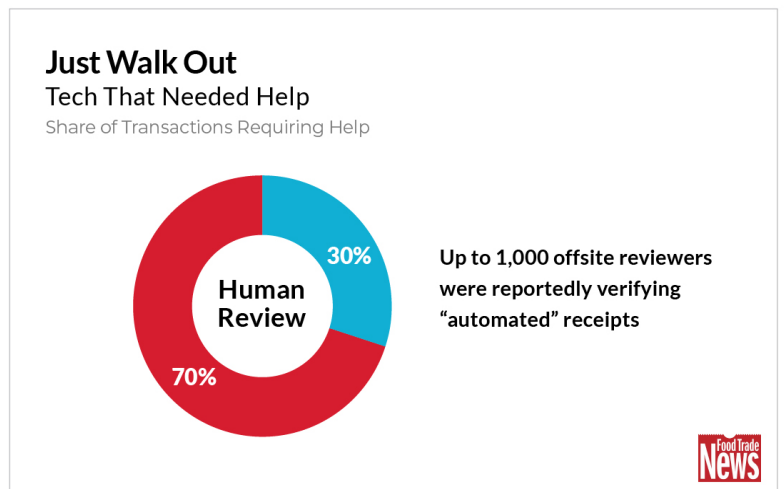 Just Walk Out
Tech That Needed Help
Share of Transactions Requiring Help
30%
Human
Review
70%
Up to 1,000 offsite reviewers
were reportedly verifying
“automated” receipts
Food Trade
News